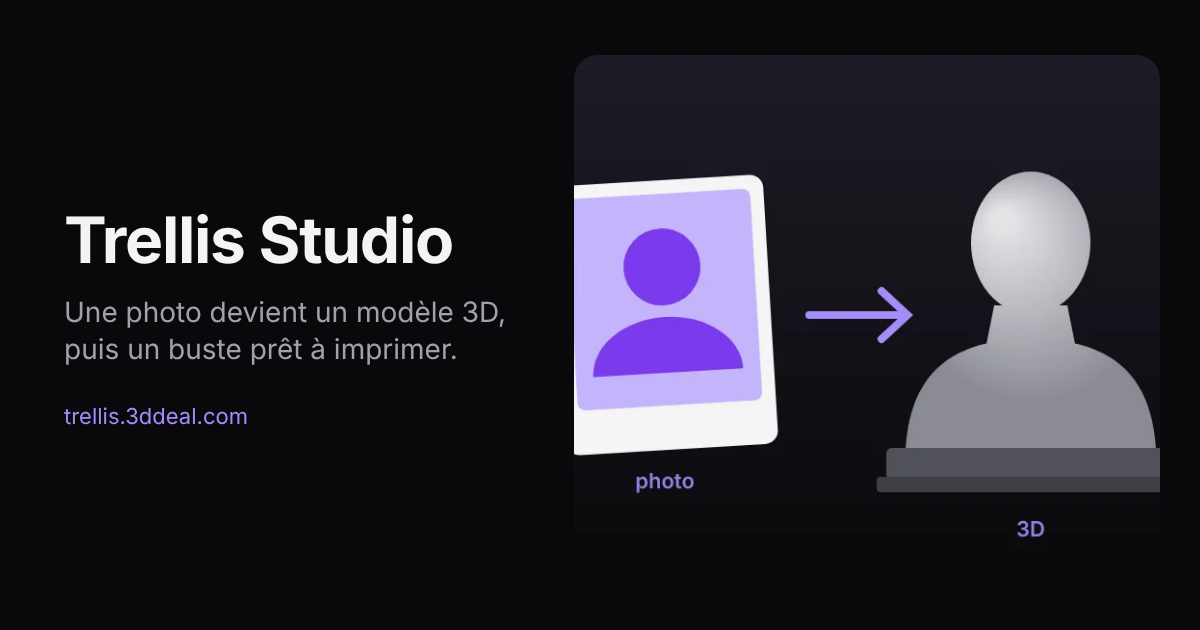 Trellis Studio
Une photo devient un modèle 3D,
puis un buste prêt à imprimer.
trellis.3ddeal.com
photo
3D